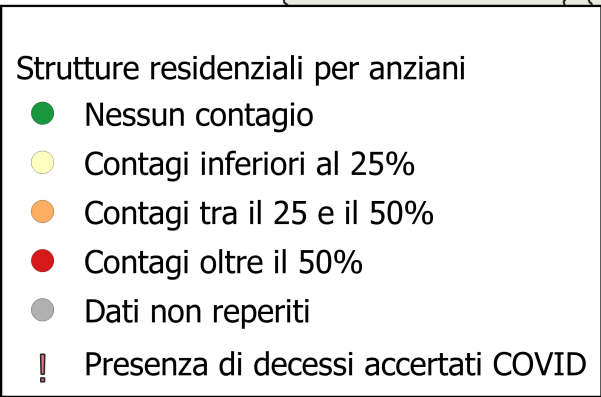 Strutture residenziali per anziani
Nessun contagio
Contagi inferiori al 25%
Contagi tra il 25 e il 50%
Contagi oltre il 50%
Dati non reperiti
! Presenza di decessi accertati COVID